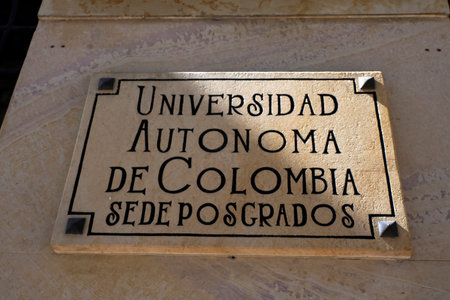 UNIVERSIDAD
AUTONOMA
DE COLOMBIA
SEDE POSGRADOS